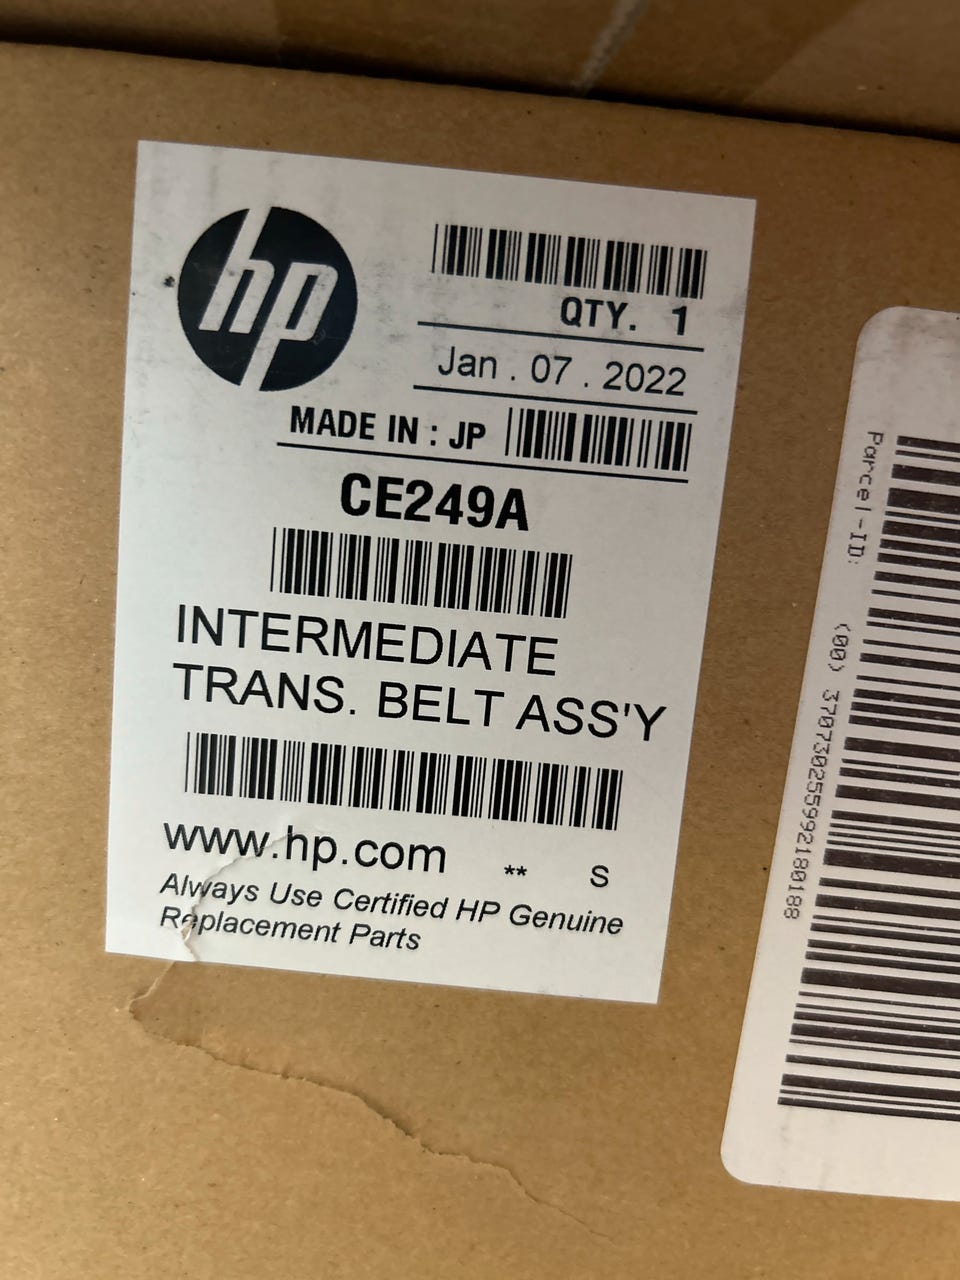 hp
QTY. 1
Jan . 07 . 2022
MADE IN : JP
CE249A
INTERMEDIATE
TRANS. BELT ASS'Y
www.hp.com ** S
Always Use Certified HP Genuine
Replacement Parts
Parcel-ID: (00) 370730255992180188